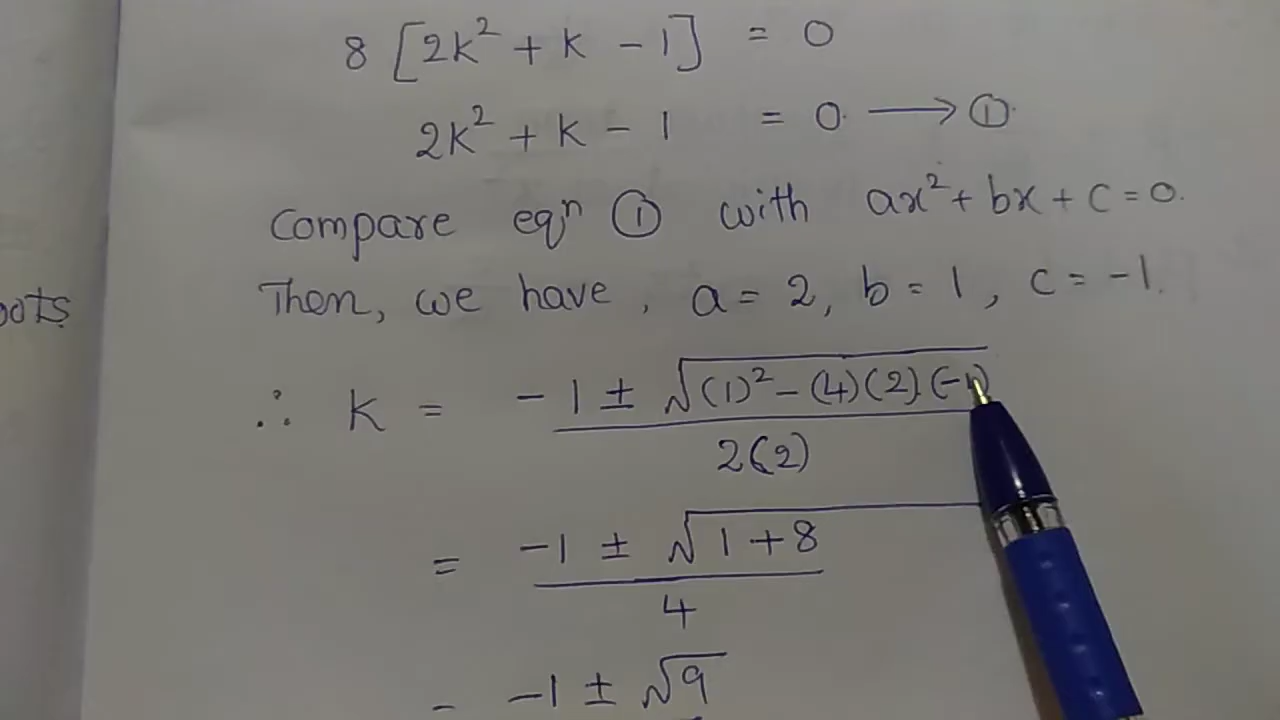 8 [2k² + k - 1] = 0
2k² + k - 1 = 0. ⟶ ①
Compare eqⁿ ① with ax² + bx + c = 0.
Then, we have, a = 2, b = 1, c = -1.
∴ k = -1 ± √(1)² - (4)(2)(-1)
2(2)
= -1 ± √1 + 8
4
= -1 ± √9